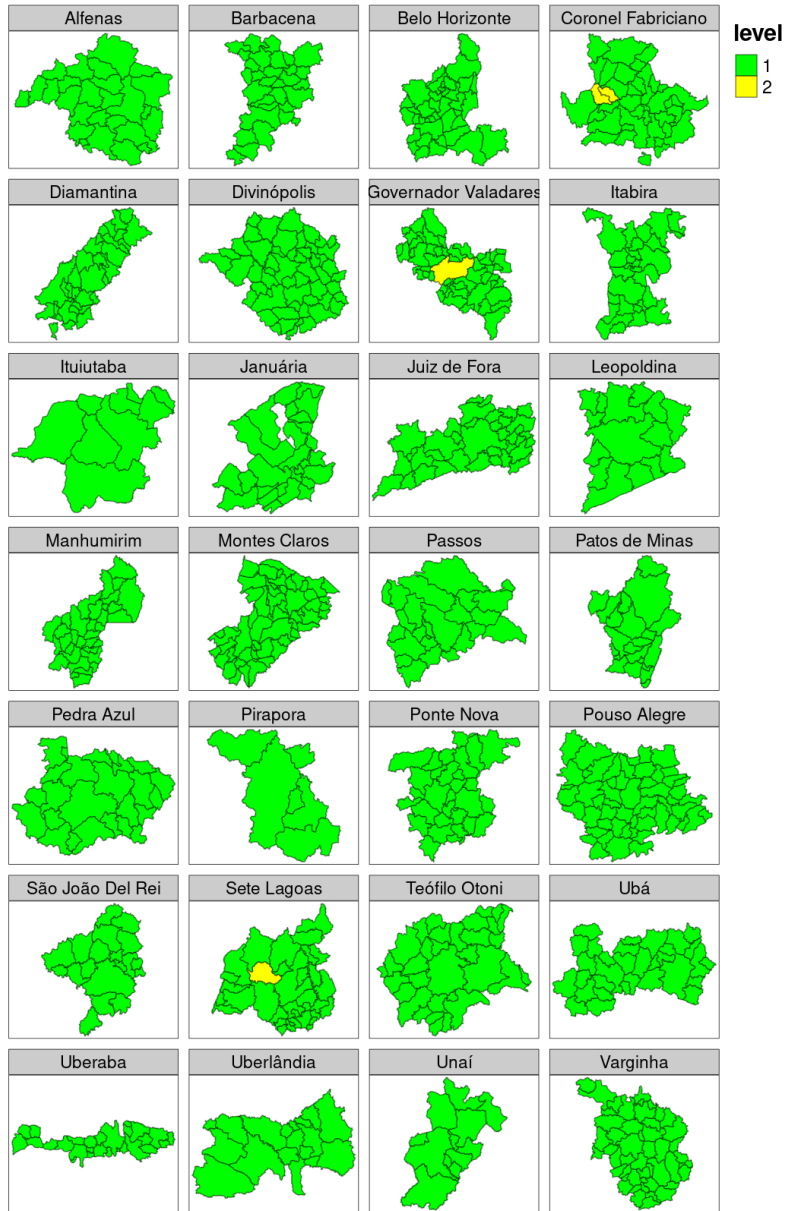 Alfenas
Barbacena
Belo Horizonte
Coronel Fabriciano
level
1
2
Diamantina
Divinópolis
Governador Valadares
Itabira
Ituiutaba
Januária
Juiz de Fora
Leopoldina
Manhumirim
Montes Claros
Passos
Patos de Minas
Pedra Azul
Pirapora
Ponte Nova
Pouso Alegre
São João Del Rei
Sete Lagoas
Teófilo Otoni
Ubá
Uberaba
Uberlândia
Unaí
Varginha